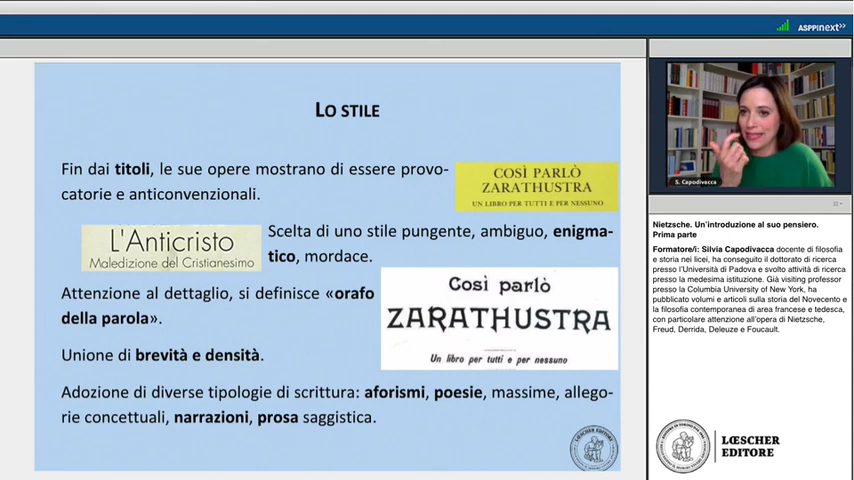 ASPPInext>>
LO STILE
Fin dai titoli, le sue opere mostrano di essere provo-
catorie e anticonvenzionali.
COSÌ PARLÒ
ZARATHUSTRA
UN LIBRO PER TUTTI E PER NESSUNO
L'Anticristo
Maledizione del Cristianesimo
Scelta di uno stile pungente, ambiguo, enigma-
tico, mordace.
Attenzione al dettaglio, si definisce «orafo
della parola».
Così parlò
ZARATHUSTRA
Un libro per tutti e per nessuno
Unione di brevità e densità.
Adozione di diverse tipologie di scrittura: aforismi, poesie, massime, allego-
rie concettuali, narrazioni, prosa saggistica.
S. Capodivacca
Nietzsche. Un'introduzione al suo pensiero.
Prima parte
Formatore/i: Silvia Capodivacca docente di filosofia
e storia nei licei, ha conseguito il dottorato di ricerca
presso l'Università di Padova e svolto attività di ricerca
presso la medesima istituzione. Già visiting professor
presso la Columbia University of New York, ha
pubblicato volumi e articoli sulla storia del Novecento e
la filosofia contemporanea di area francese e tedesca,
con particolare attenzione all'opera di Nietzsche,
Freud, Derrida, Deleuze e Foucault.
LŒSCHER
EDITORE